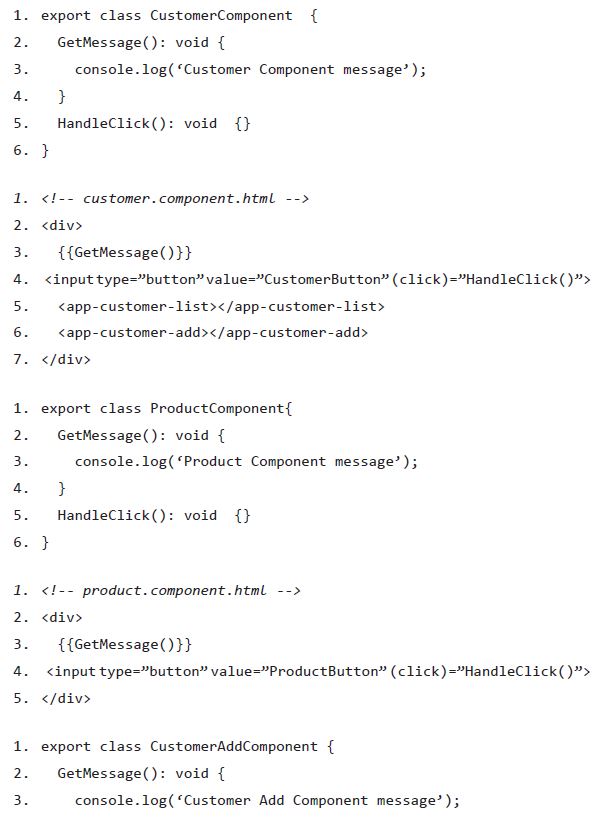 1. export class CustomerComponent  {
2.   GetMessage(): void {
3.     console.log(‘Customer Component message’);
4.   }
5.   HandleClick(): void  {}
6. }
1. <!-- customer.component.html -->
2. <div>
3.   {{GetMessage()}}
4. <inputtype=”button”value=”CustomerButton”(click)=”HandleClick()”>
5.   <app-customer-list></app-customer-list>
6.   <app-customer-add></app-customer-add>
7. </div>
1. export class ProductComponent{
2.   GetMessage(): void {
3.     console.log(‘Product Component message’);
4.   }
5.   HandleClick(): void  {}
6. }
1. <!-- product.component.html -->
2. <div>
3.   {{GetMessage()}}
4. <input type=”button” value=”ProductButton” (click)=”HandleClick()”>
5. </div>
1. export class CustomerAddComponent {
2.   GetMessage(): void {
3.     console.log(‘Customer Add Component message’);